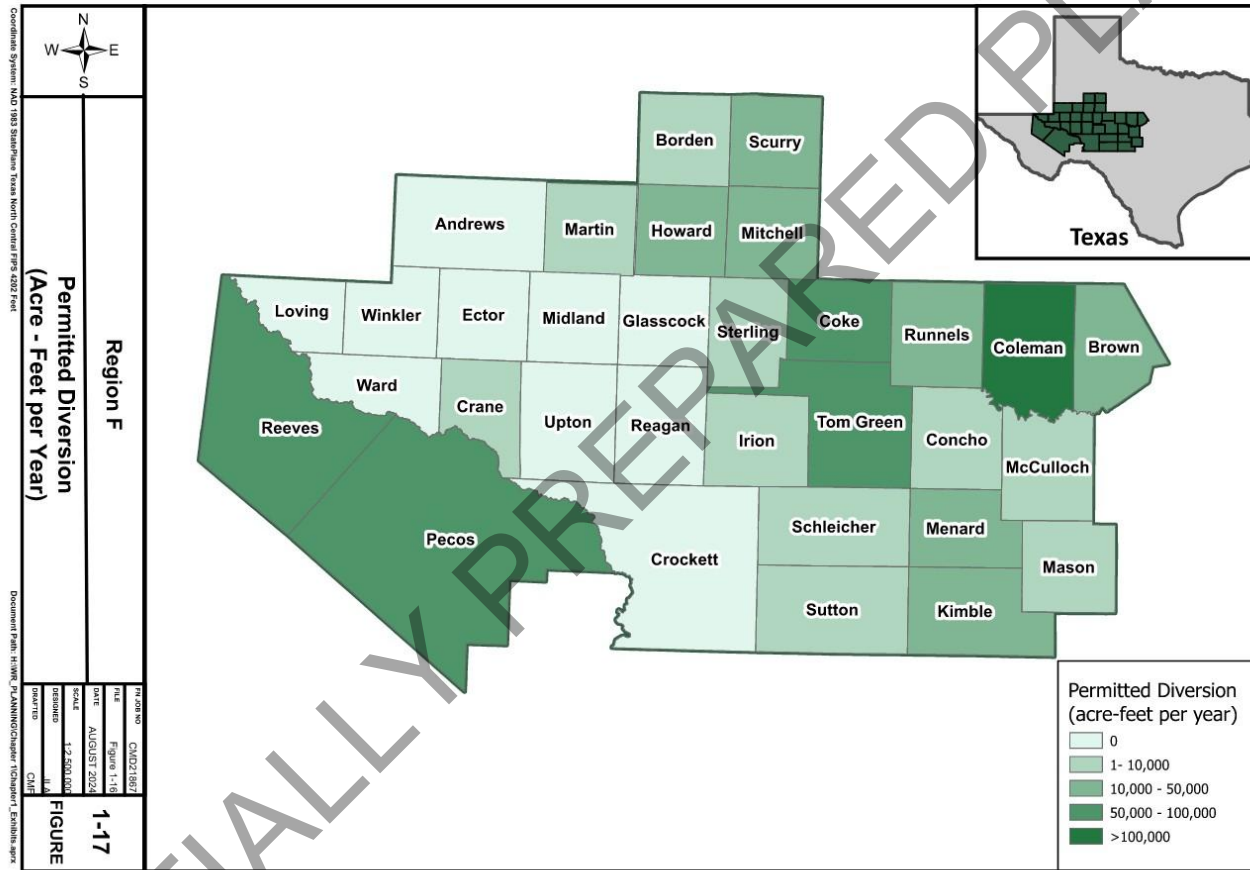 N
W E
S
Coordinate System: NAD 1983 StatePlane Texas North Central FIPS 4202 Feet
Region F
Permitted Diversion
(Acre - Feet per Year)
Document Path: H:\WR_PLANNING\Chapter 1\Chapter1_Exhibits.aprx
FN JOB NO CMD21867
FILE Figure 1-16
DATE AUGUST 2024
SCALE 1:2,500,000
DESIGNED
DRAFTED CMF
1-17
FIGURE
Borden
Scurry
Andrews
Martin
Howard
Mitchell
Loving
Winkler
Ector
Midland
Glasscock
Sterling
Coke
Runnels
Coleman
Brown
Ward
Crane
Upton
Reagan
Irion
Tom Green
Concho
McCulloch
Reeves
Pecos
Crockett
Schleicher
Menard
Mason
Sutton
Kimble
Texas
Permitted Diversion
(acre-feet per year)
0
1- 10,000
10,000 - 50,000
50,000 - 100,000
>100,000
TIALLY PREPARED PL